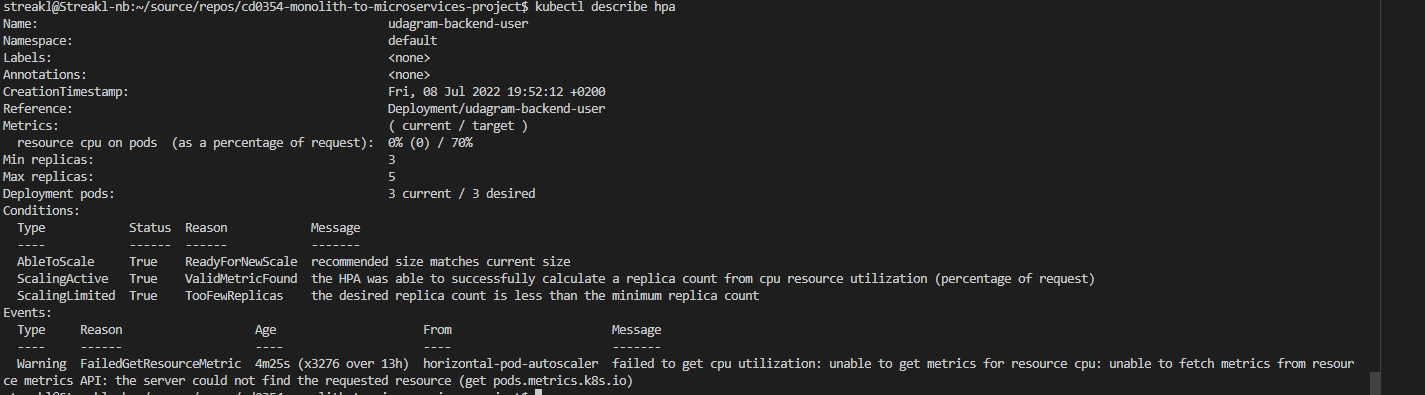 streakl@Streakl-nb:~/source/repos/cd0354-monolith-to-microservices-project$ kubectl describe hpa
Name:                                                  udagram-backend-user
Namespace:                                             default
Labels:                                                <none>
Annotations:                                           <none>
CreationTimestamp:                                     Fri, 08 Jul 2022 19:52:12 +0200
Reference:                                             Deployment/udagram-backend-user
Metrics:                                               ( current / target )
  resource cpu on pods  (as a percentage of request):  0% (0) / 70%
Min replicas:                                          3
Max replicas:                                          5
Deployment pods:                                       3 current / 3 desired
Conditions:
  Type            Status  Reason            Message
  ----            ------  ------            -------
  AbleToScale     True    ReadyForNewScale  recommended size matches current size
  ScalingActive   True    ValidMetricFound  the HPA was able to successfully calculate a replica count from cpu resource utilization (percentage of request)
  ScalingLimited  True    TooFewReplicas    the desired replica count is less than the minimum replica count
Events:
  Type     Reason                   Age                     From                       Message
  ----     ------                   ----                    ----                       -------
  Warning  FailedGetResourceMetric  4m25s (x3276 over 13h)  horizontal-pod-autoscaler  failed to get cpu utilization: unable to get metrics for resource cpu: unable to fetch metrics from resour
ce metrics API: the server could not find the requested resource (get pods.metrics.k8s.io)